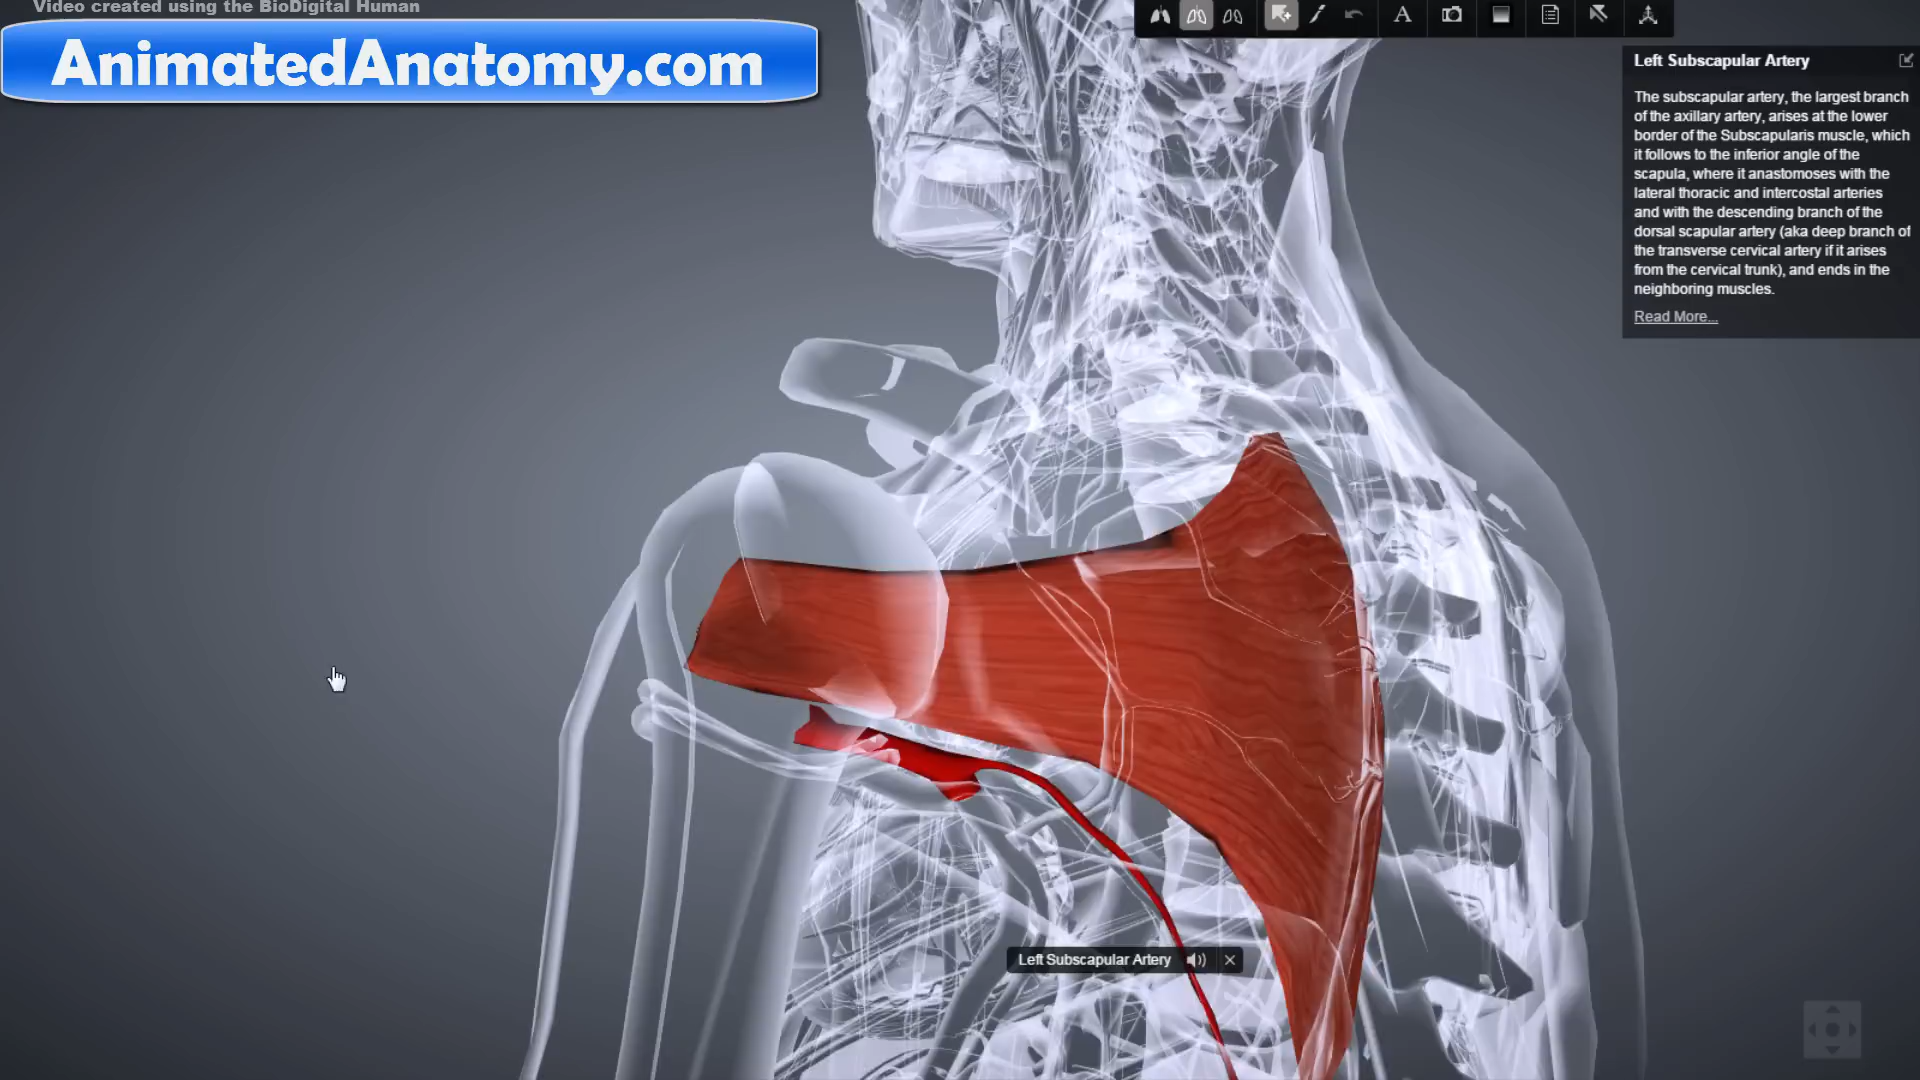 Video created using the BioDigital Human
AnimatedAnatomy.com
A
Left Subscapular Artery
The subscapular artery, the largest branch
of the axillary artery, arises at the lower
border of the Subscapularis muscle, which
it follows to the inferior angle of the
scapula, where it anastomoses with the
lateral thoracic and intercostal arteries
and with the descending branch of the
dorsal scapular artery (aka deep branch of
the transverse cervical artery if it arises
from the cervical trunk), and ends in the
neighboring muscles.
Read More...
Left Subscapular Artery